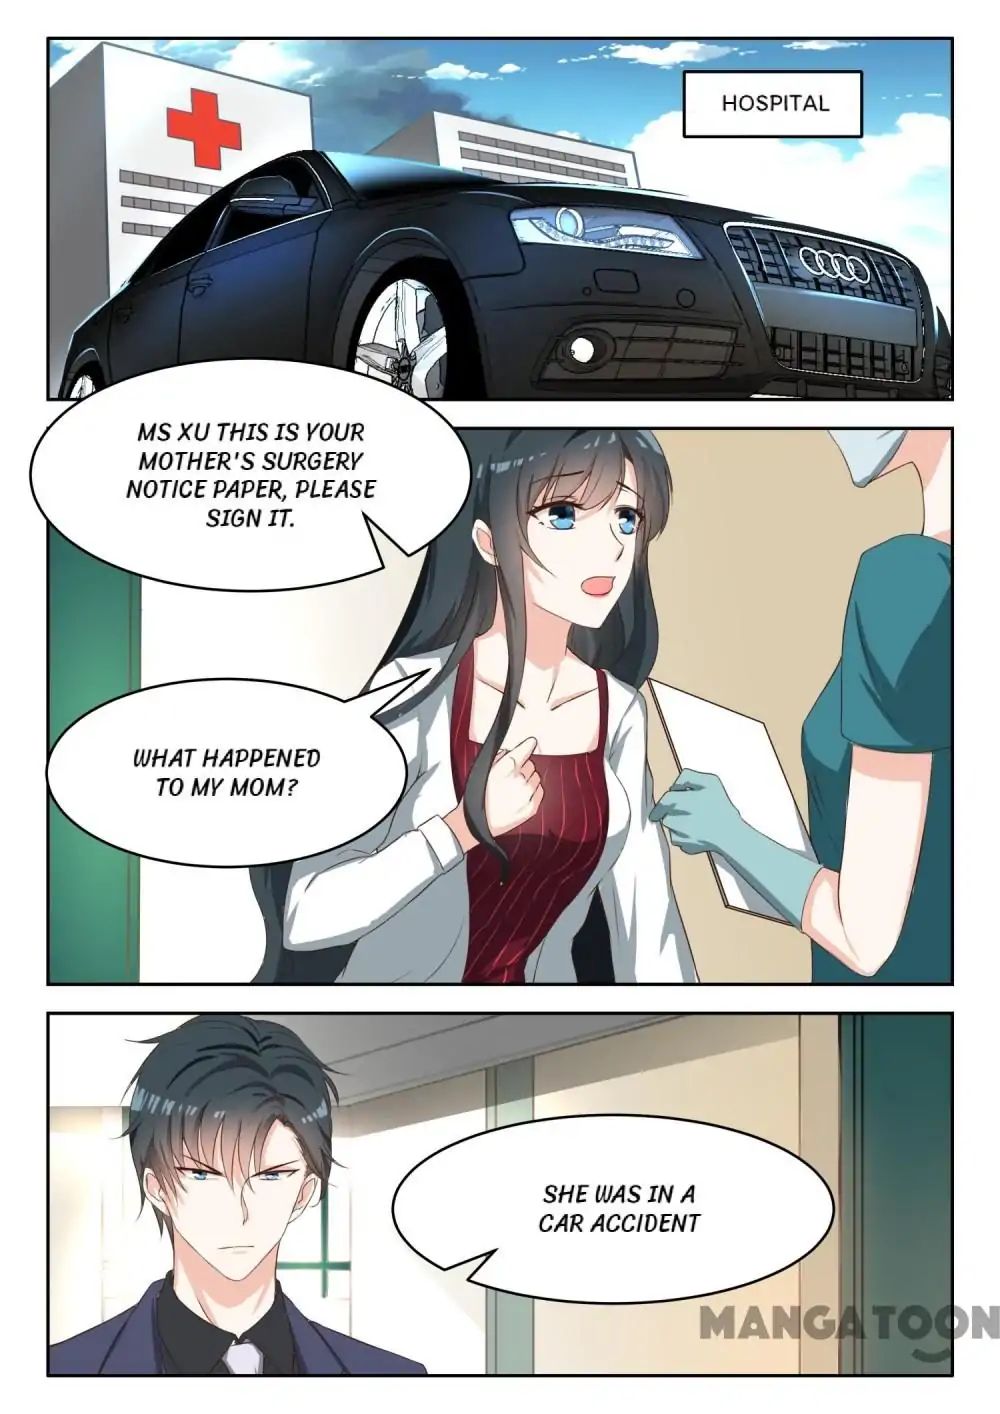 HOSPITAL
MS XU THIS IS YOUR
MOTHER'S SURGERY
NOTICE PAPER, PLEASE
SIGN IT.
WHAT HAPPENED
TO MY MOM?
SHE WAS IN A
CAR ACCIDENT
MANGATOON